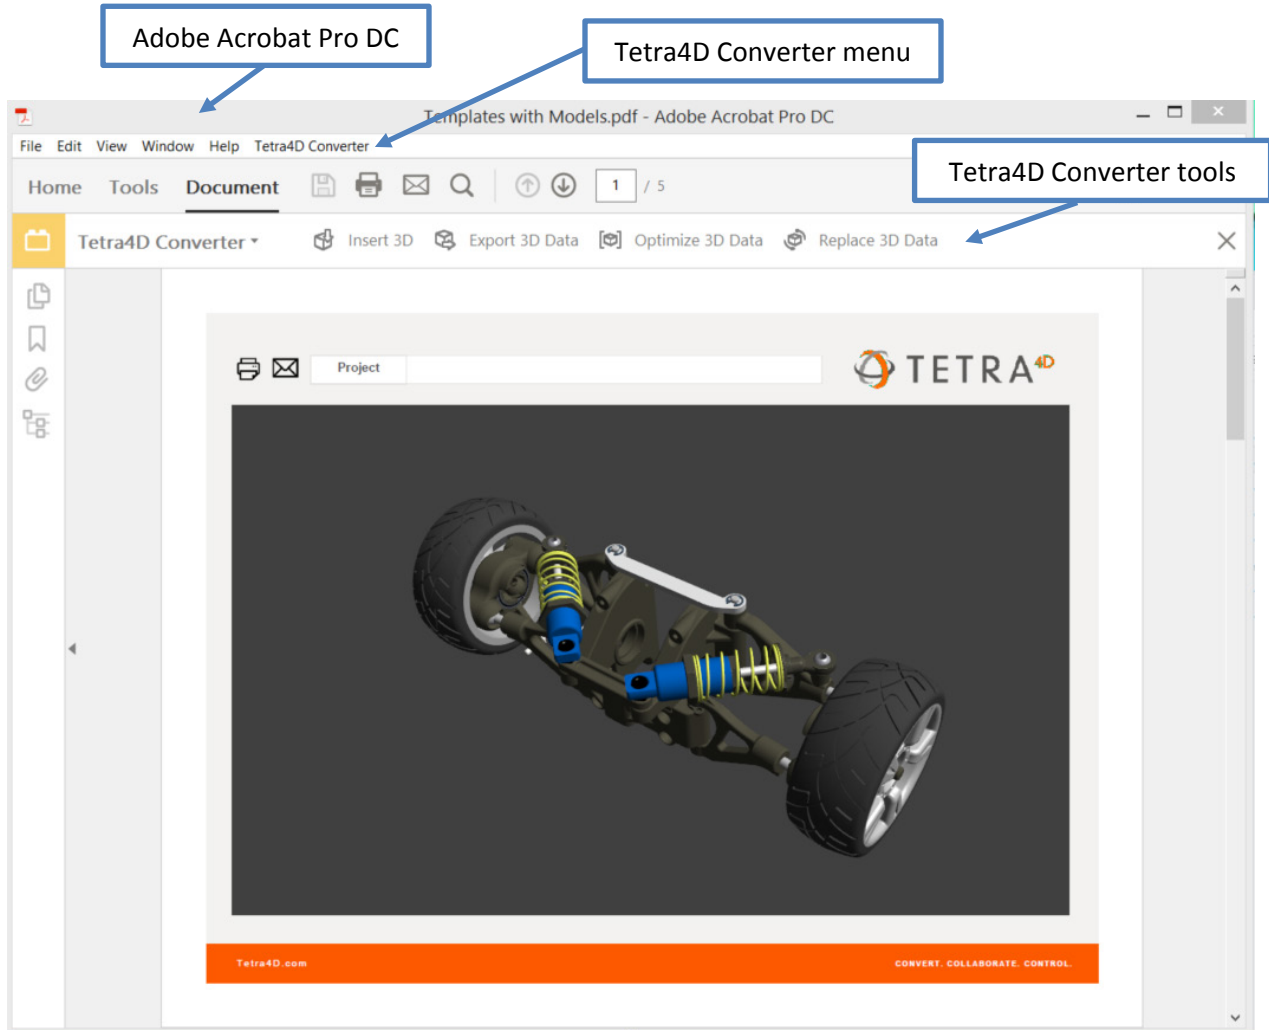 Adobe Acrobat Pro DC
Tetra4D Converter menu
Templates with Models.pdf - Adobe Acrobat Pro DC
File Edit View Window Help Tetra4D Converter
Tetra4D Converter tools
Home Tools Document 1 / 5
Tetra4D Converter Insert 3D Export 3D Data Optimize 3D Data Replace 3D Data
Project
TETRA4D
Tetra4D.com CONVERT. COLLABORATE. CONTROL.